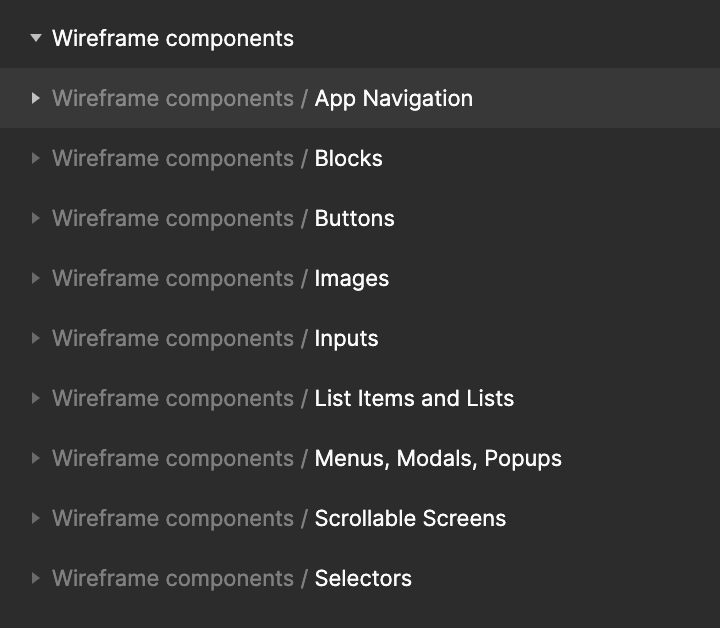 Wireframe components
Wireframe components / App Navigation
Wireframe components / Blocks
Wireframe components / Buttons
Wireframe components / Images
Wireframe components / Inputs
Wireframe components / List Items and Lists
Wireframe components / Menus, Modals, Popups
Wireframe components / Scrollable Screens
Wireframe components / Selectors